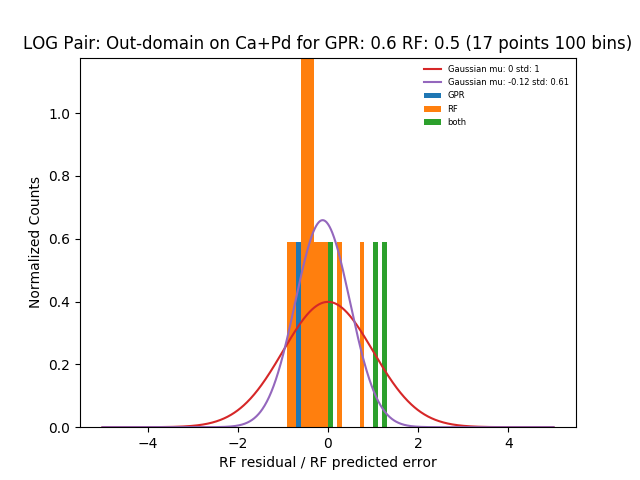 LOG Pair: Out-domain on Ca+Pd for GPR: 0.6 RF: 0.5 (17 points 100 bins)
Gaussian mu: 0 std: 1
Gaussian mu: -0.12 std: 0.61
GPR
RF
both
Normalized Counts
1.0
0.8
0.6
0.4
0.2
0.0
−4
−2
0
2
4
RF residual / RF predicted error